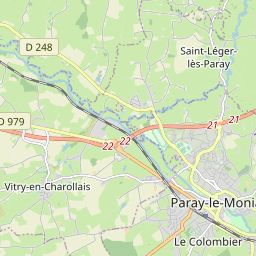 D 248
Saint-Léger-
lès-Paray
21
21
D 979
22
22
Vitry-en-Charollais
Paray-le-Monia
Le Colombier